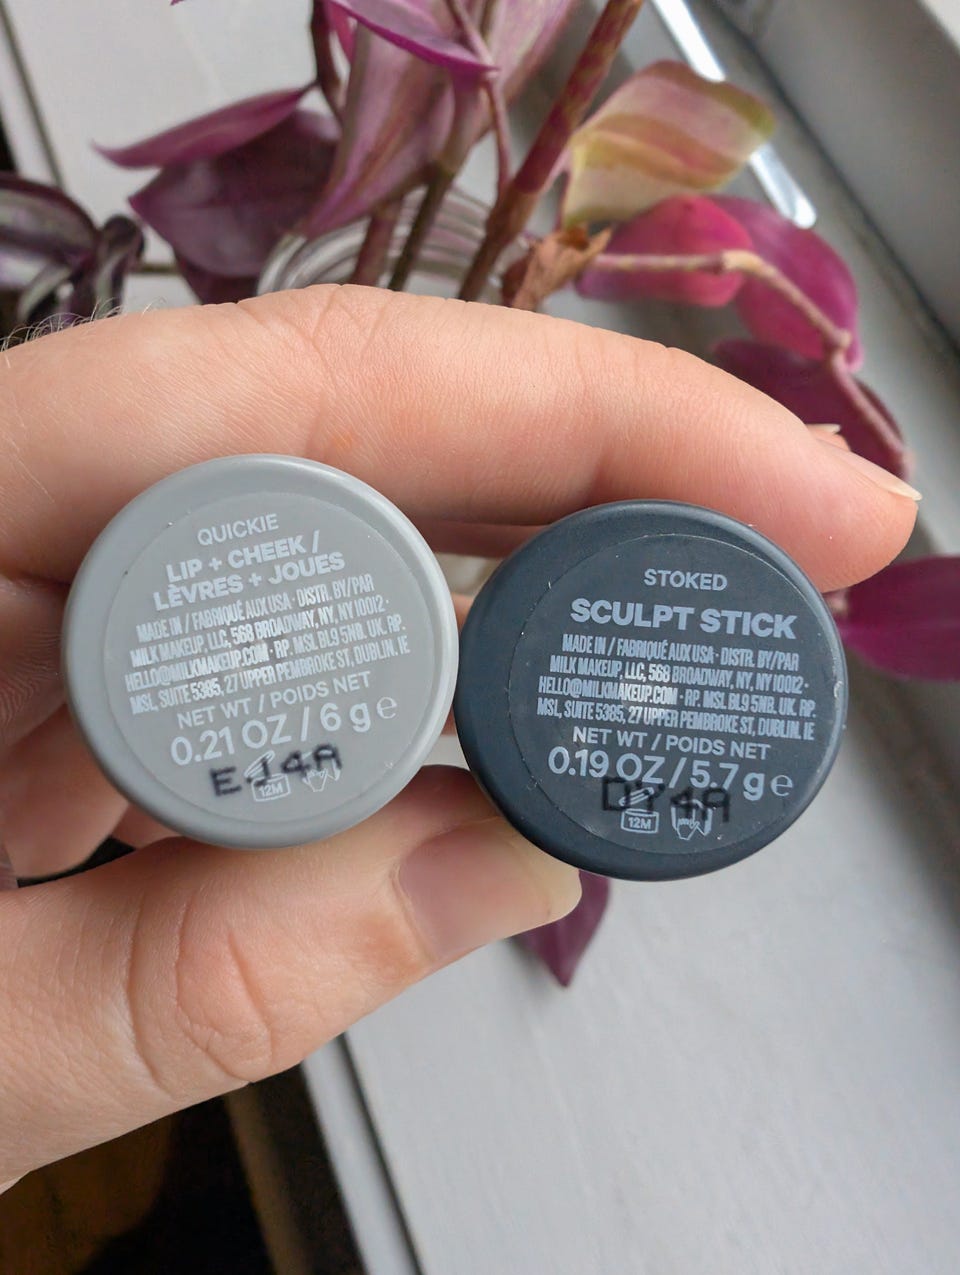 QUICKIE
LIP + CHEEK /
LÈVRES + JOUES
MADE IN / FABRIQUÉ AUX USA · DISTR. BY/PAR
MILK MAKEUP, LLC, 568 BROADWAY, NY, NY 10012 ·
HELLO@MILKMAKEUP.COM · RP. MSL BL9 5NB. UK. RP.
MSL, SUITE 5385, 27 UPPER PEMBROKE ST, DUBLIN. IE
NET WT / POIDS NET
0.21 OZ / 6 g ℮
E14A
12M
STOKED
SCULPT STICK
MADE IN / FABRIQUÉ AUX USA · DISTR. BY/PAR
MILK MAKEUP, LLC, 568 BROADWAY, NY, NY 10012 ·
HELLO@MILKMAKEUP.COM · RP. MSL BL9 5NB. UK. RP.
MSL, SUITE 5385, 27 UPPER PEMBROKE ST, DUBLIN. IE
NET WT / POIDS NET
0.19 OZ / 5.7 g ℮
12M